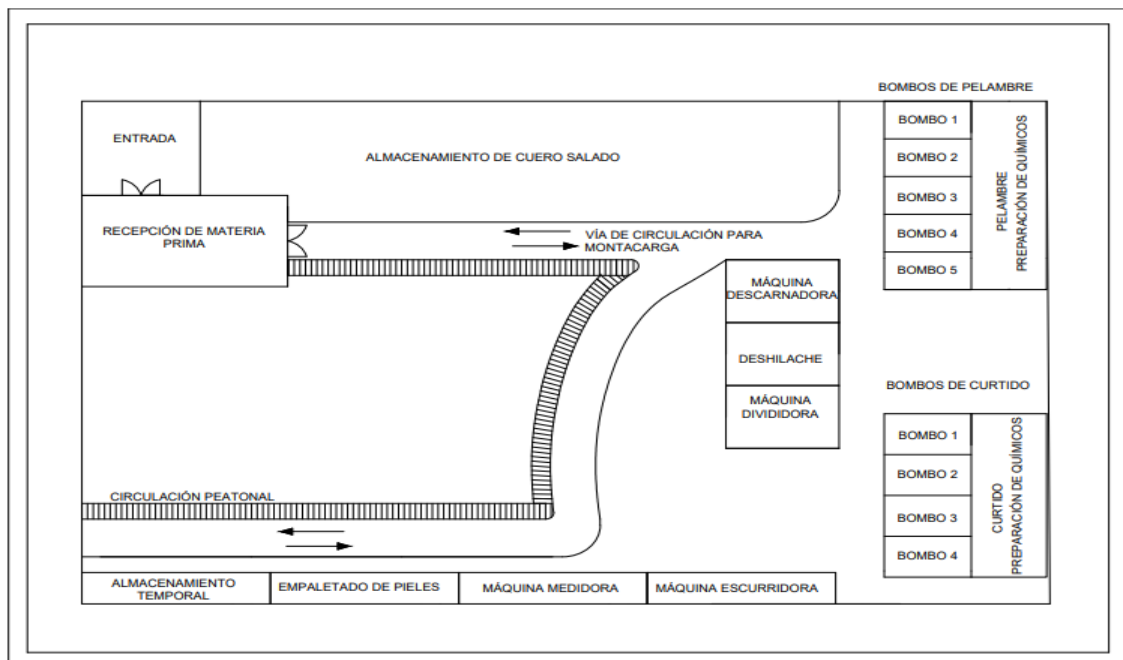 BOMBOS DE PELAMBRE
ENTRADA
ALMACENAMIENTO DE CUERO SALADO
BOMBO 1
BOMBO 2
BOMBO 3
BOMBO 4
BOMBO 5
PELAMBRE
PREPARACIÓN DE QUÍMICOS
RECEPCIÓN DE MATERIA
PRIMA
VÍA DE CIRCULACIÓN PARA
MONTACARGA
MÁQUINA
DESCARNADORA
DESHILACHE
MÁQUINA
DIVIDIDORA
BOMBOS DE CURTIDO
BOMBO 1
BOMBO 2
BOMBO 3
BOMBO 4
CURTIDO
PREPARACIÓN DE QUÍMICOS
CIRCULACIÓN PEATONAL
ALMACENAMIENTO
TEMPORAL
EMPALETADO DE PIELES
MÁQUINA MEDIDORA
MÁQUINA ESCURRIDORA